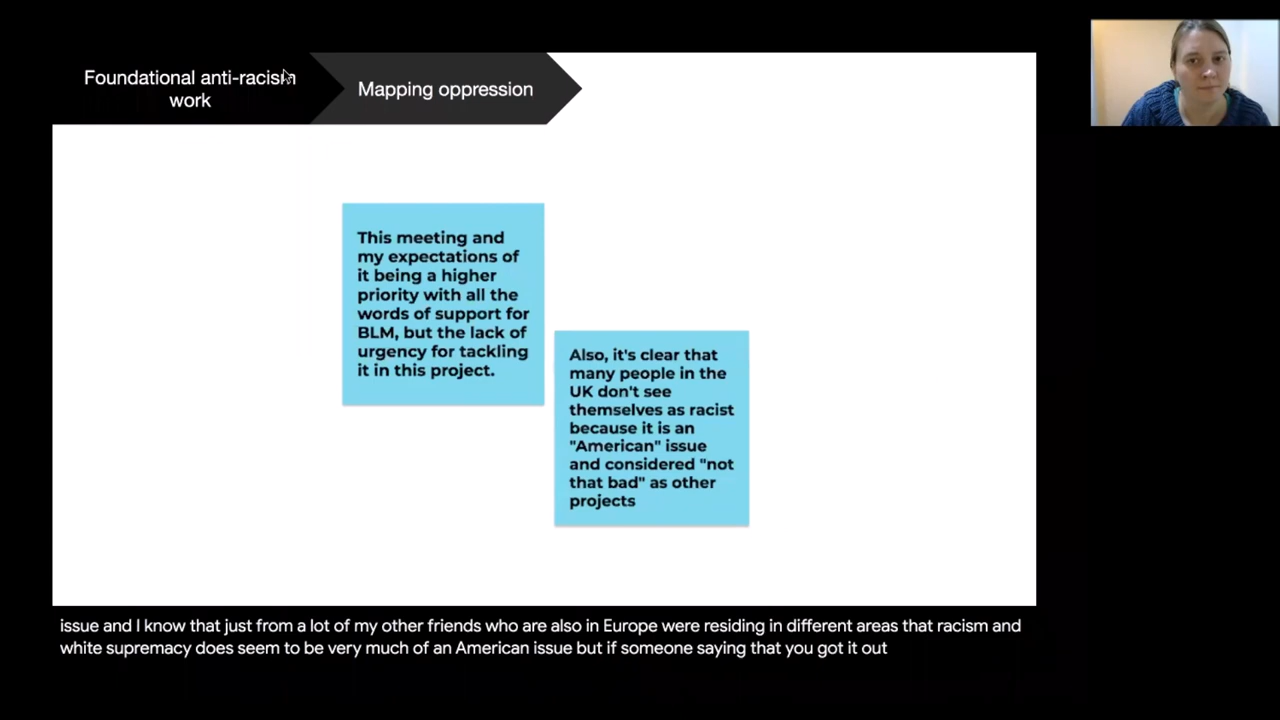 Foundational anti-racism
work
Mapping oppression
This meeting and
my expectations of
it being a higher
priority with all the
words of support for
BLM, but the lack of
urgency for tackling
it in this project.
Also, it's clear that
many people in the
UK don't see
themselves as racist
because it is an
"American" issue
and considered "not
that bad" as other
projects
issue and I know that just from a lot of my other friends who are also in Europe were residing in different areas that racism and
white supremacy does seem to be very much of an American issue but if someone saying that you got it out